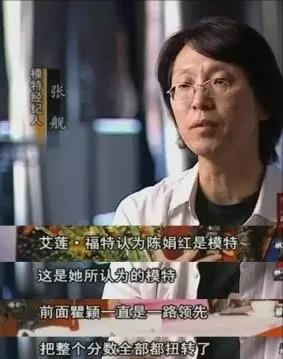 模特经纪人
张舰
艾莲·福特认为陈娟红是模特
这是她所认为的模特
前面瞿颖一直是一路领先
把整个分数全部都扭转了